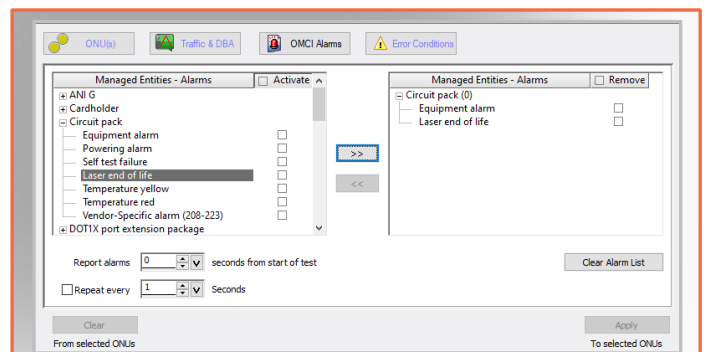 ONU(s) Traffic & DBA OMCI Alarms Error Conditions
Managed Entities - Alarms Activate
ANI G
Cardholder
Circuit pack
Equipment alarm
Powering alarm
Self test failure
Laser end of life
Temperature yellow
Temperature red
Vendor-Specific alarm (208-223)
DOT1X port extension package
>>
<<
Managed Entities - Alarms Remove
Circuit pack (0)
Equipment alarm
Laser end of life
Report alarms 0 seconds from start of test
Clear Alarm List
Repeat every 1 Seconds
Clear
From selected ONUs
Apply
To selected ONUs